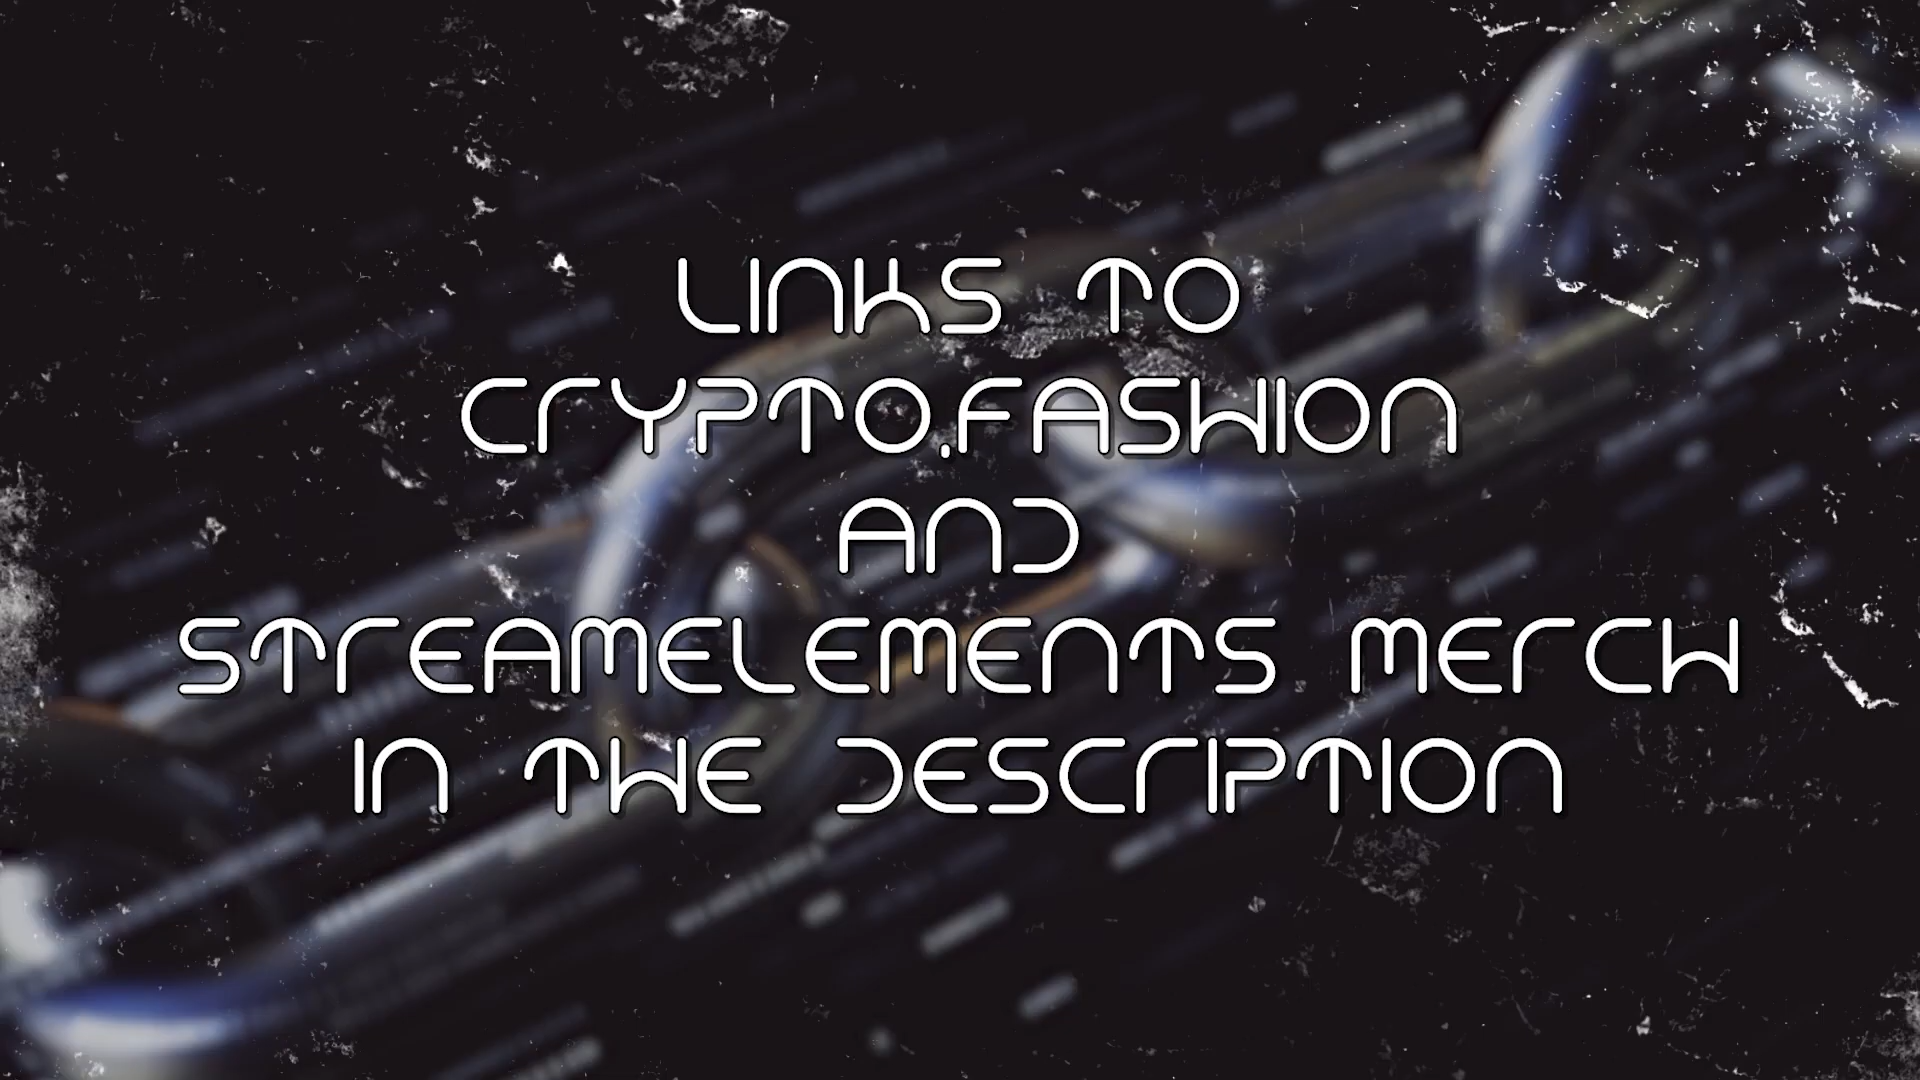 LINKS TO
CRYPTO.FASHION
AND
STREAMELEMENTS MERCH
IN THE DESCRIPTION